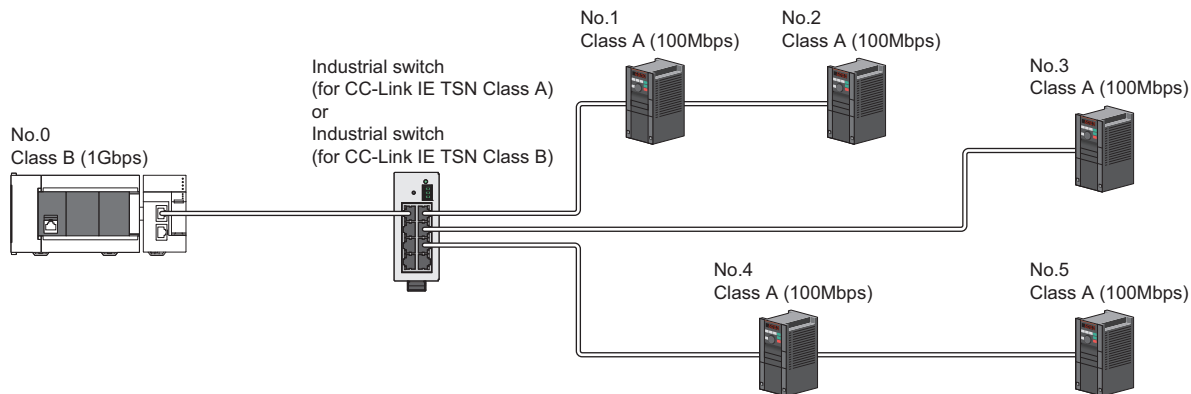 No.0
Class B (1Gbps)
Industrial switch
(for CC-Link IE TSN Class A)
or
Industrial switch
(for CC-Link IE TSN Class B)
No.1
Class A (100Mbps)
No.2
Class A (100Mbps)
No.3
Class A (100Mbps)
No.4
Class A (100Mbps)
No.5
Class A (100Mbps)